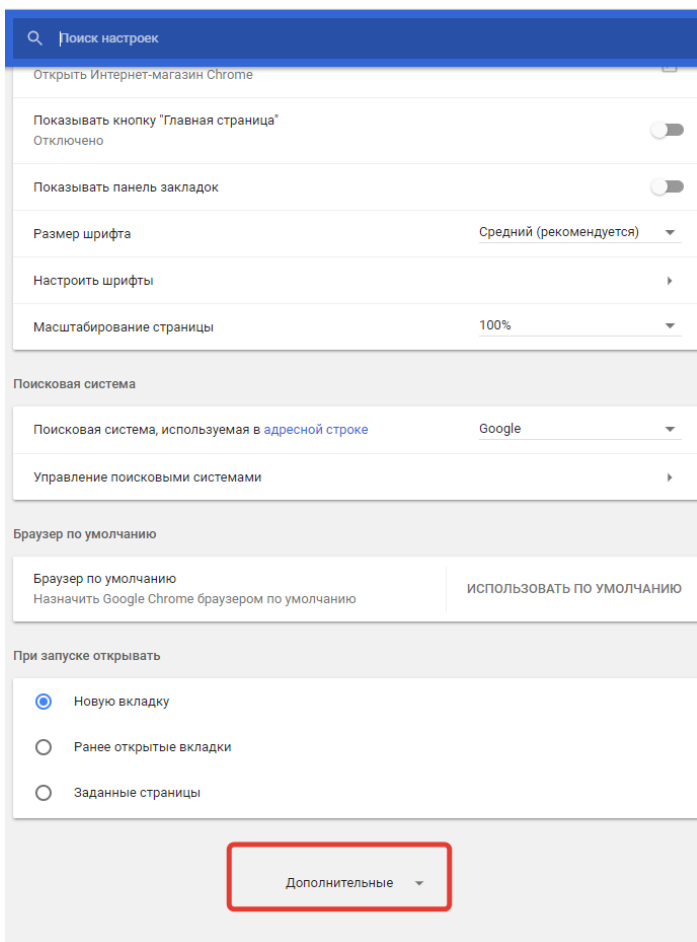 Поиск настроек
Открыть Интернет-магазин Chrome
Показывать кнопку "Главная страница"
Отключено
Показывать панель закладок
Размер шрифта
Средний (рекомендуется)
Настроить шрифты
Масштабирование страницы
100%
Поисковая система
Поисковая система, используемая в адресной строке
Google
Управление поисковыми системами
Браузер по умолчанию
Браузер по умолчанию
Назначить Google Chrome браузером по умолчанию
ИСПОЛЬЗОВАТЬ ПО УМОЛЧАНИЮ
При запуске открывать
Новую вкладку
Ранее открытые вкладки
Заданные страницы
Дополнительные